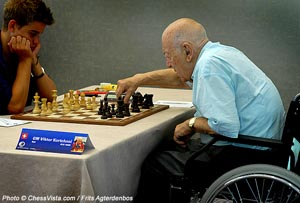 GM Viktor Kortchnoi
Photo © ChessVista.com / Frits Agterdenbos